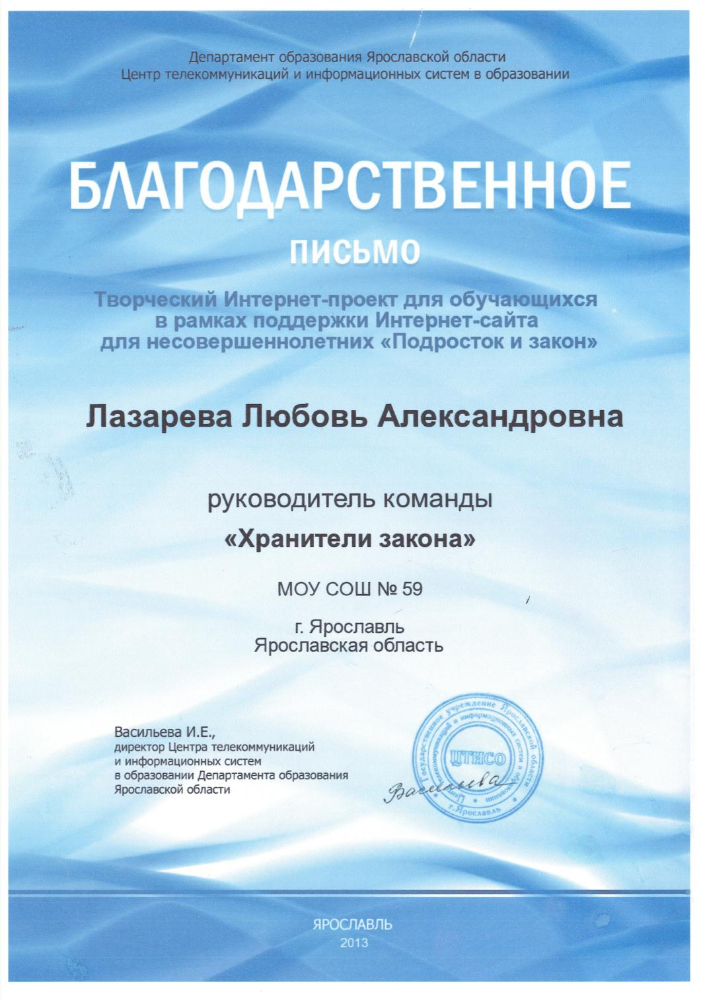 Департамент образования Ярославской области
Центр телекоммуникаций и информационных систем в образовании
БЛАГОДАРСТВЕННОЕ
ПИСЬМО
Творческий Интернет-проект для обучающихся
в рамках поддержки Интернет-сайта
для несовершеннолетних «Подросток и закон»
Лазарева Любовь Александровна
руководитель команды
«Хранители закона»
МОУ СОШ № 59
г. Ярославль
Ярославская область
Васильева И.Е.,
директор Центра телекоммуникаций
и информационных систем
в образовании Департамента образования
Ярославской области
Государственное учреждение Ярославской области
Центр телекоммуникаций и информационных систем в образовании
ЦТИСО
г.Ярославль
Васильева
ЯРОСЛАВЛЬ
2013